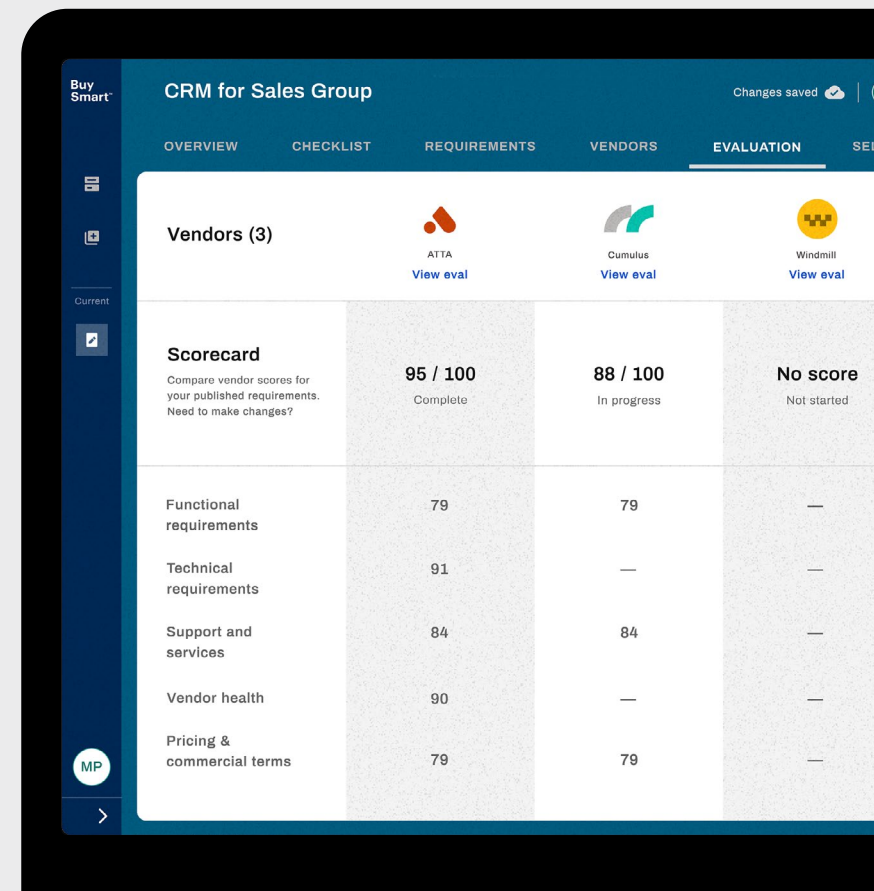 Buy
Smart™
CRM for Sales Group
Changes saved
OVERVIEW CHECKLIST REQUIREMENTS VENDORS EVALUATION
Vendors (3)
ATTA Cumulus Windmill
View eval View eval View eval
Current
Scorecard
Compare vendor scores for
your published requirements.
Need to make changes?
95 / 100 88 / 100 No score
Complete In progress Not started
Functional
requirements
79 79 —
Technical
requirements
91 — —
Support and
services
84 84 —
Vendor health 90 — —
Pricing &
commercial terms
79 79 —
MP